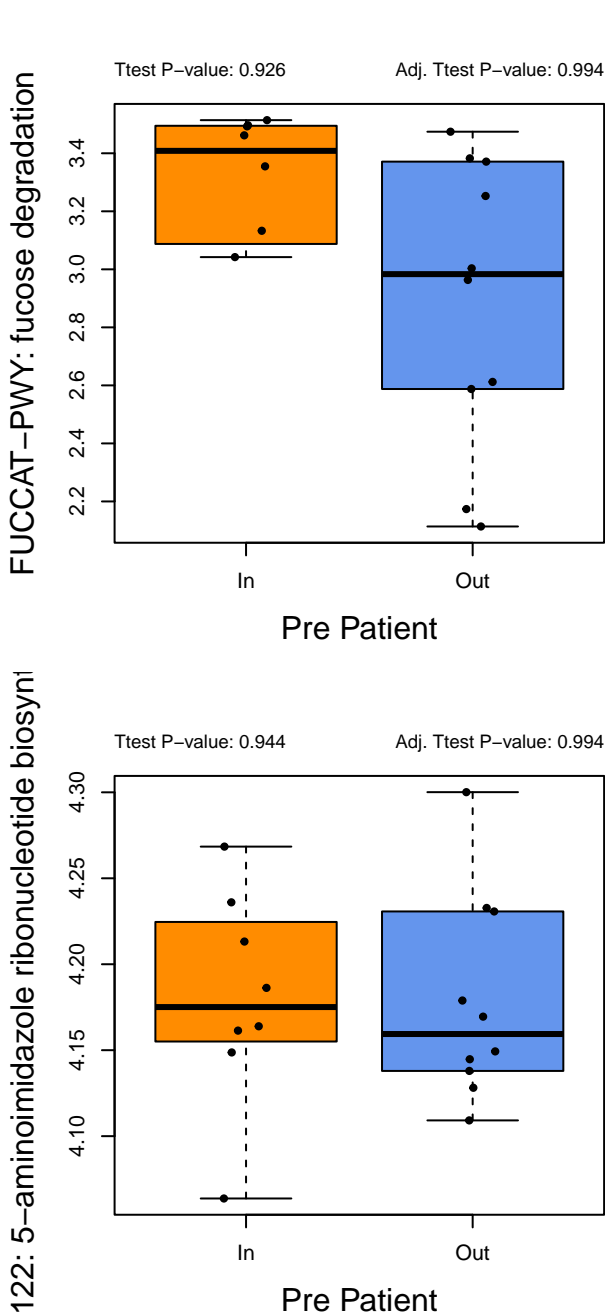 Ttest P−value: 0.926
Adj. Ttest P−value: 0.994
FUCCAT−PWY: fucose degradation
3.4
3.2
3.0
2.8
2.6
2.4
2.2
In
Out
Pre Patient
Ttest P−value: 0.944
Adj. Ttest P−value: 0.994
122: 5−aminoimidazole ribonucleotide
4.30
4.25
4.20
4.15
4.10
In
Out
Pre Patient